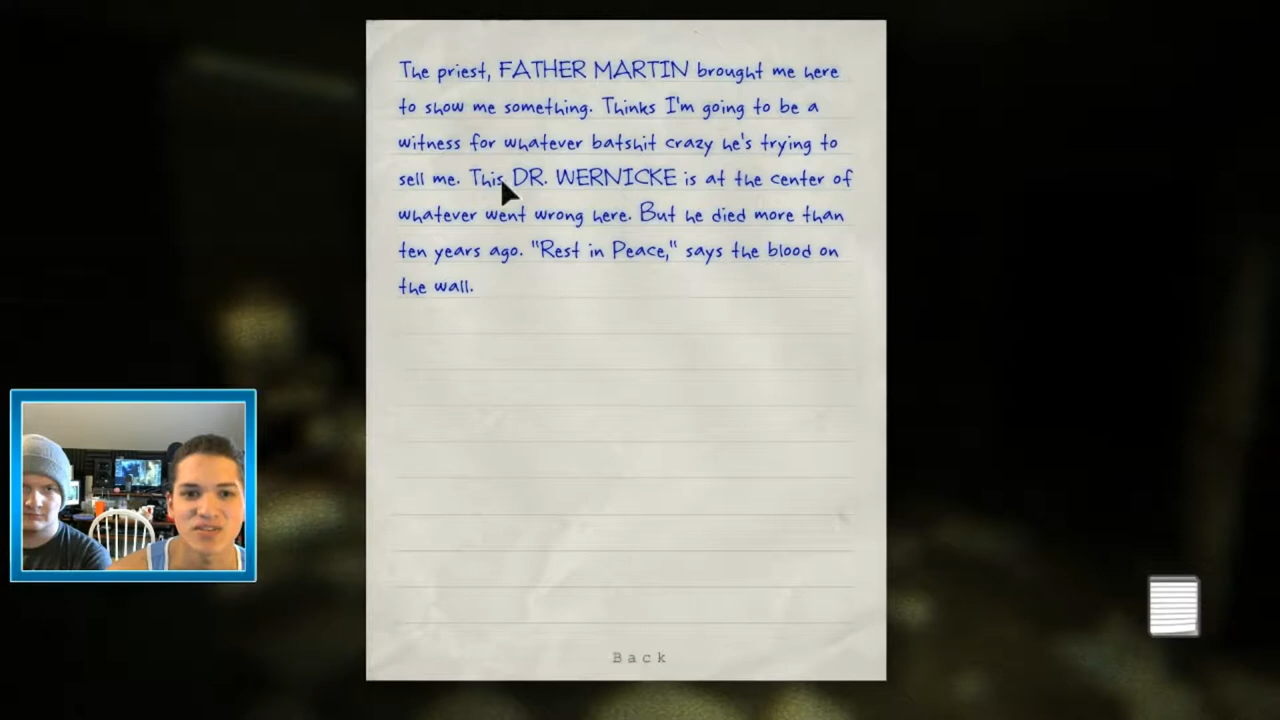 The priest, FATHER MARTIN brought me here
to show me something. Thinks I'm going to be a
witness for whatever batshit crazy he's trying to
sell me. This DR. WERNICKE is at the center of
whatever went wrong here. But he died more than
ten years ago. "Rest in Peace," says the blood on
the wall.
Back